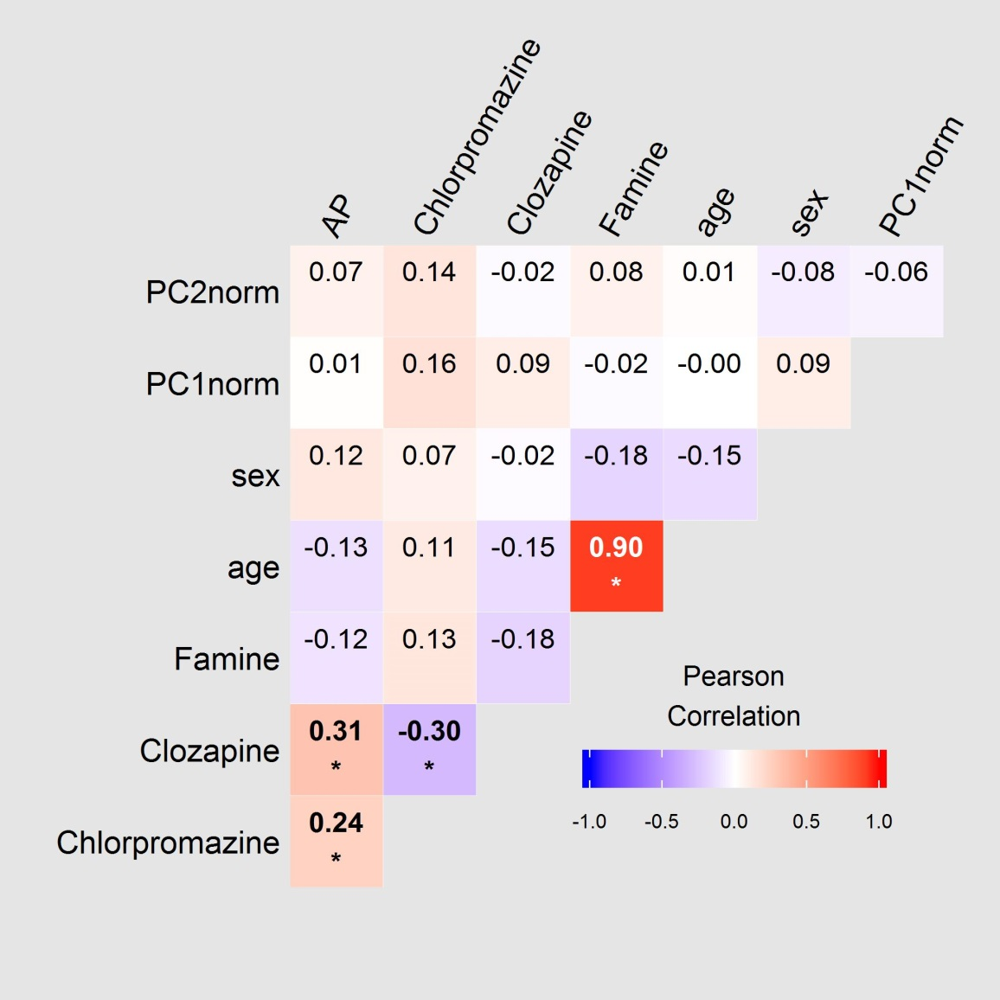 AP Chlorpromazine Clozapine Famine age sex PC1norm
PC2norm 0.07 0.14 -0.02 0.08 0.01 -0.08 -0.06
PC1norm 0.01 0.16 0.09 -0.02 -0.00 0.09
sex 0.12 0.07 -0.02 -0.18 -0.15
age -0.13 0.11 -0.15 0.90
*
Famine -0.12 0.13 -0.18
Clozapine 0.31 -0.30
* *
Chlorpromazine 0.24
*
Pearson
Correlation
-1.0 -0.5 0.0 0.5 1.0